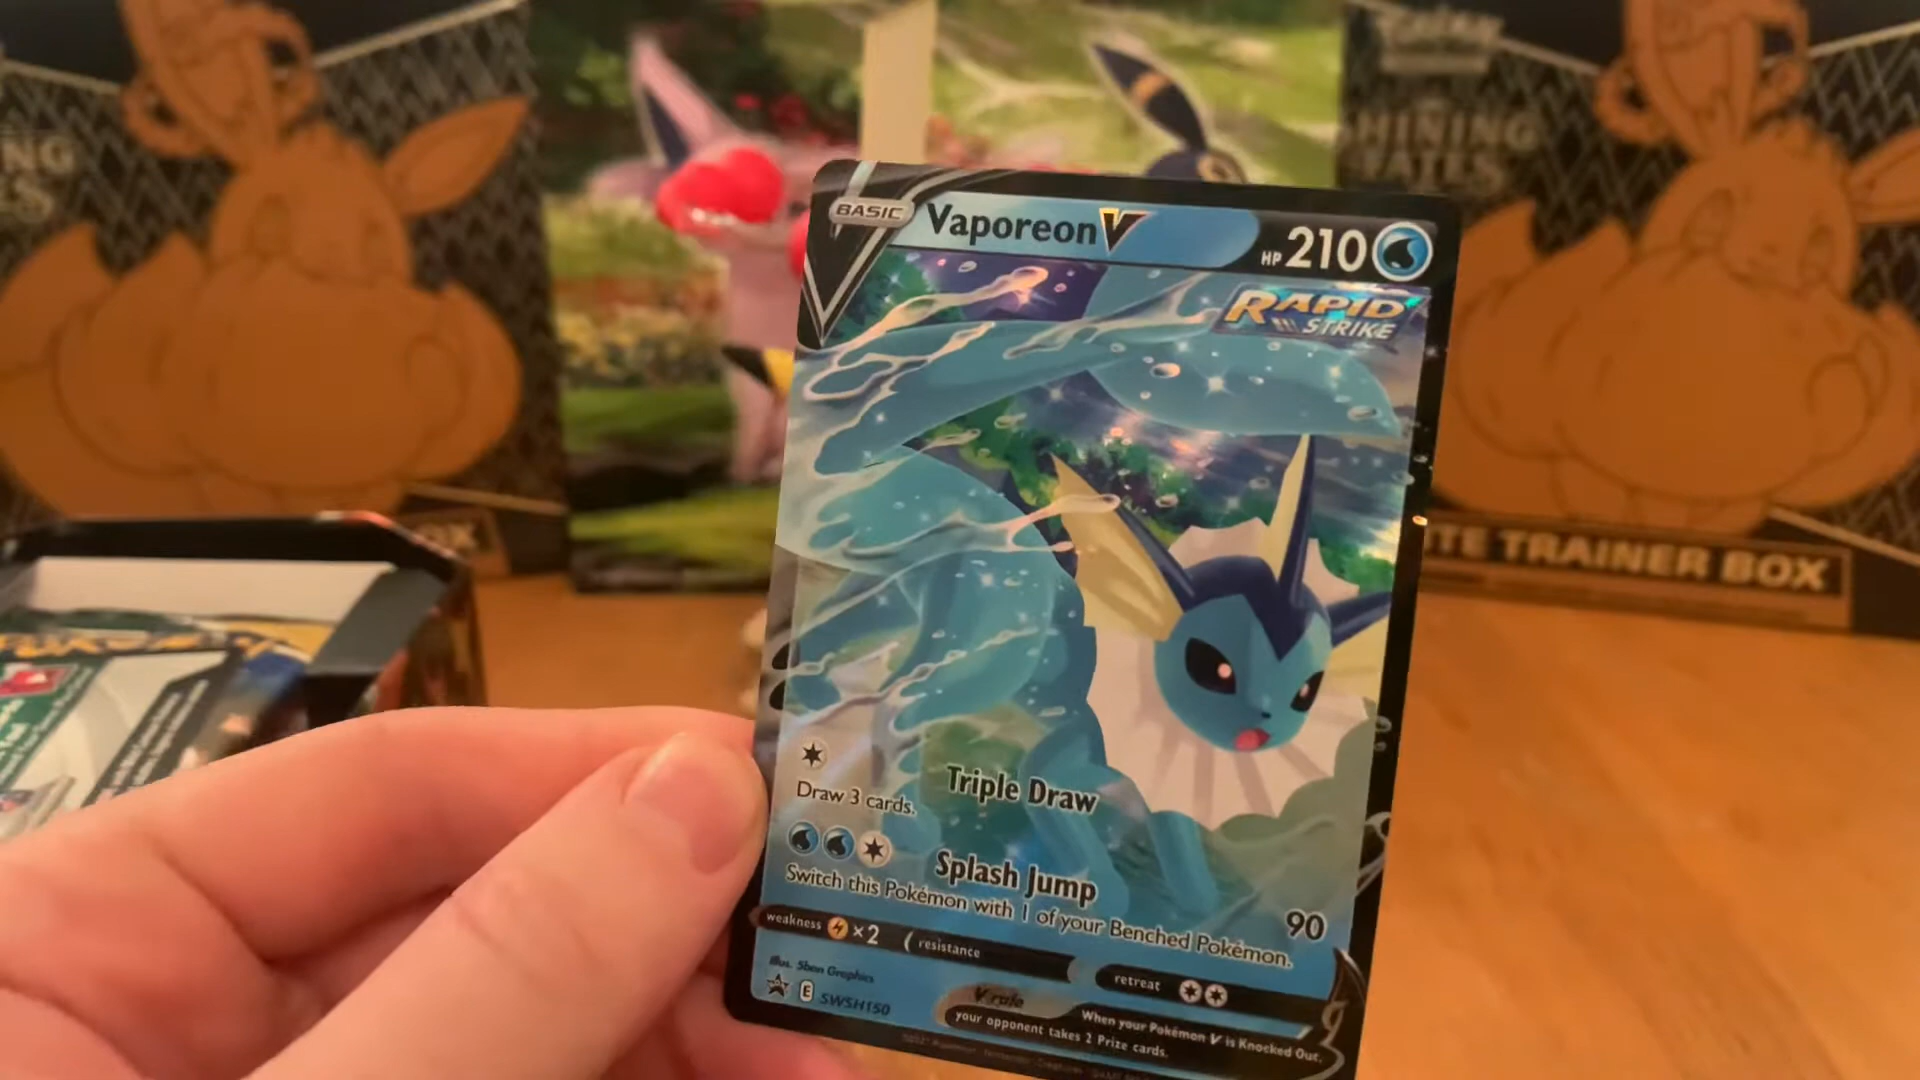 BASIC
Vaporeon V
HP 210
RAPID
STRIKE
Triple Draw
Draw 3 cards.
Splash Jump
90
Switch this Pokémon with 1 of your Benched Pokémon.
weakness ×2
resistance
retreat
illus. 5ban Graphics
E SWSH150
V rule
When your Pokémon V is Knocked Out,
your opponent takes 2 Prize cards.
TRAINER BOX